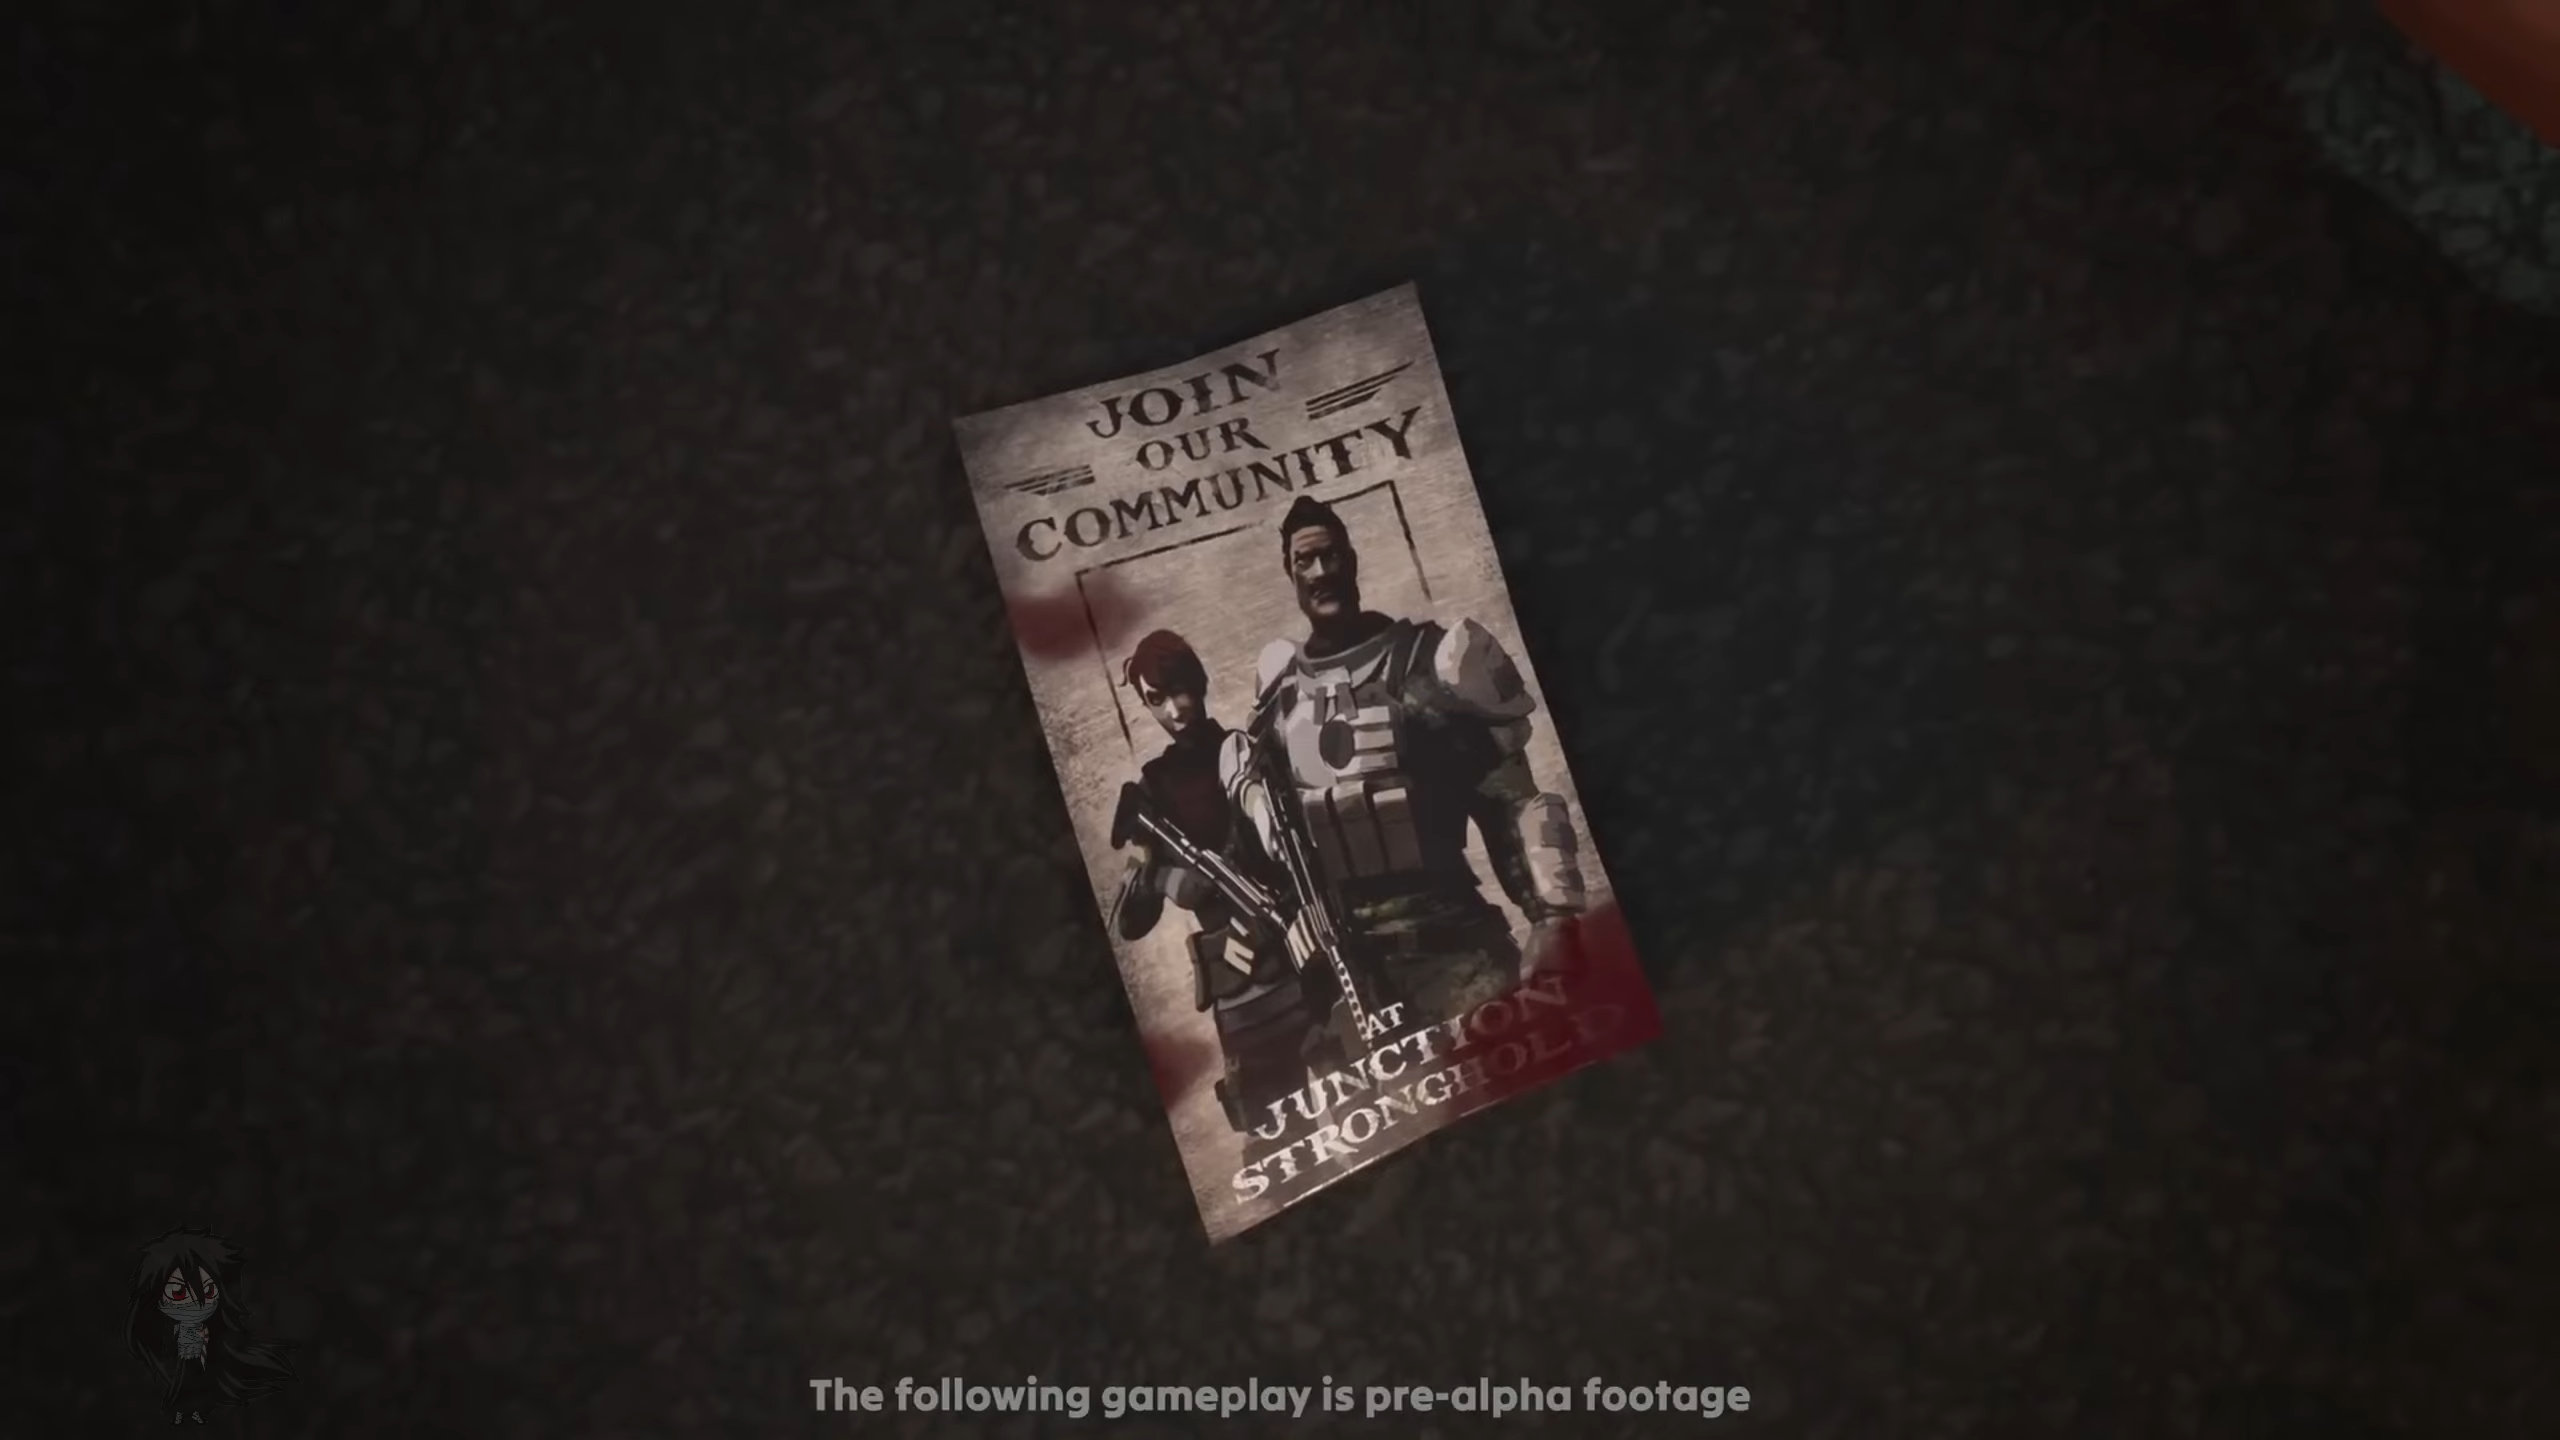 JOIN
OUR
COMMUNITY
AT
JUNCTION
STRONGHOLD
The following gameplay is pre-alpha footage